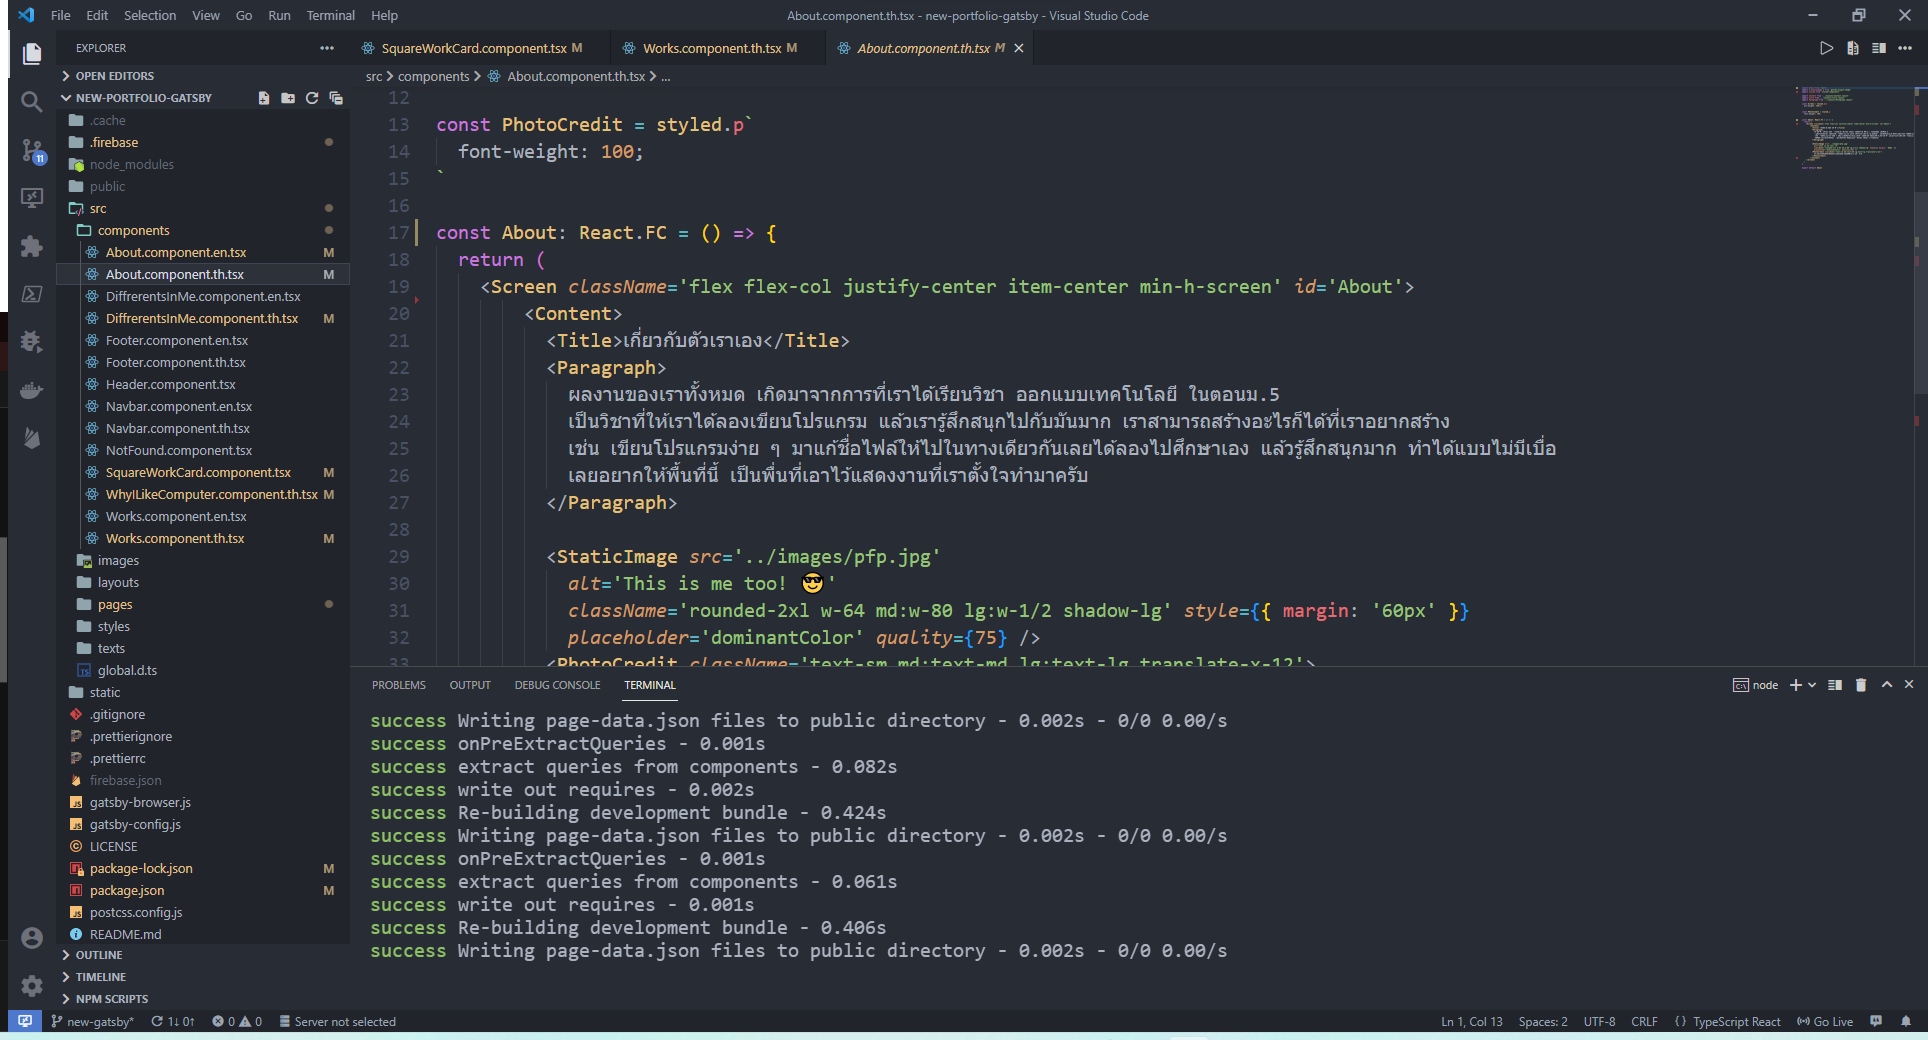 File Edit Selection View Go Run Terminal Help
About.component.th.tsx - new-portfolio-gatsby - Visual Studio Code
EXPLORER
SquareWorkCard.component.tsx M
Works.component.th.tsx M
About.component.th.tsx M
OPEN EDITORS
src > components > About.component.th.tsx > ...
NEW-PORTFOLIO-GATSBY
.cache
.firebase
node_modules
public
src
components
About.component.en.tsx M
About.component.th.tsx M
DiffrerentsInMe.component.en.tsx
DiffrerentsInMe.component.th.tsx M
Footer.component.en.tsx
Footer.component.th.tsx
Header.component.tsx
Navbar.component.en.tsx
Navbar.component.th.tsx
NotFound.component.tsx
SquareWorkCard.component.tsx M
WhyILikeComputer.component.th.tsx M
Works.component.en.tsx
Works.component.th.tsx M
images
layouts
pages
styles
texts
global.d.ts
static
.gitignore
.prettierignore
.prettierrc
firebase.json
gatsby-browser.js
gatsby-config.js
LICENSE
package-lock.json M
package.json M
postcss.config.js
README.md
OUTLINE
TIMELINE
NPM SCRIPTS
11
12
13 const PhotoCredit = styled.p`
14 font-weight: 100;
15 `
16
17 const About: React.FC = () => {
18 return (
19 <Screen className='flex flex-col justify-center item-center min-h-screen' id='About'>
20 <Content>
21 <Title>เกี่ยวกับตัวเราเอง</Title>
22 <Paragraph>
23 ผลงานของเราทั้งหมด เกิดมาจากการที่เราได้เรียนวิชา ออกแบบเทคโนโลยี ในตอนม.5
24 เป็นวิชาที่ให้เราได้ลองเขียนโปรแกรม แล้วเรารู้สึกสนุกไปกับมันมาก เราสามารถสร้างอะไรก็ได้ที่เราอยากสร้าง
25 เช่น เขียนโปรแกรมง่าย ๆ มาแก้ชื่อไฟล์ให้ไปในทางเดียวกันเลยได้ลองไปศึกษาเอง แล้วรู้สึกสนุกมาก ทำได้แบบไม่มีเบื่อ
26 เลยอยากให้พื้นที่นี้ เป็นพื่นที่เอาไว้แสดงงานที่เราตั้งใจทำมาครับ
27 </Paragraph>
28
29 <StaticImage src='../images/pfp.jpg'
30 alt='This is me too! 😎'
31 className='rounded-2xl w-64 md:w-80 lg:w-1/2 shadow-lg' style={{ margin: '60px' }}
32 placeholder='dominantColor' quality={75} />
33 <PhotoCredit className='text-sm md:text-md lg:text-lg translate-x-12'>
PROBLEMS OUTPUT DEBUG CONSOLE TERMINAL
node
success Writing page-data.json files to public directory - 0.002s - 0/0 0.00/s
success onPreExtractQueries - 0.001s
success extract queries from components - 0.082s
success write out requires - 0.002s
success Re-building development bundle - 0.424s
success Writing page-data.json files to public directory - 0.002s - 0/0 0.00/s
success onPreExtractQueries - 0.001s
success extract queries from components - 0.061s
success write out requires - 0.001s
success Re-building development bundle - 0.406s
success Writing page-data.json files to public directory - 0.002s - 0/0 0.00/s
new-gatsby* 1↓ 0↑ 0 0 Server not selected
Ln 1, Col 13 Spaces: 2 UTF-8 CRLF {} TypeScript React Go Live